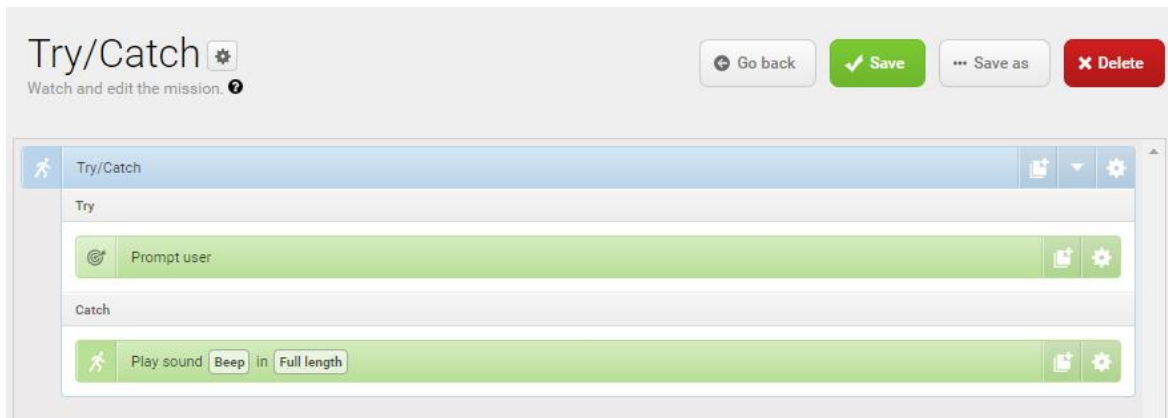 Try/Catch
Watch and edit the mission. ?
Go back
Save
Save as
Delete
Try/Catch
Try
Prompt user
Catch
Play sound Beep in Full length